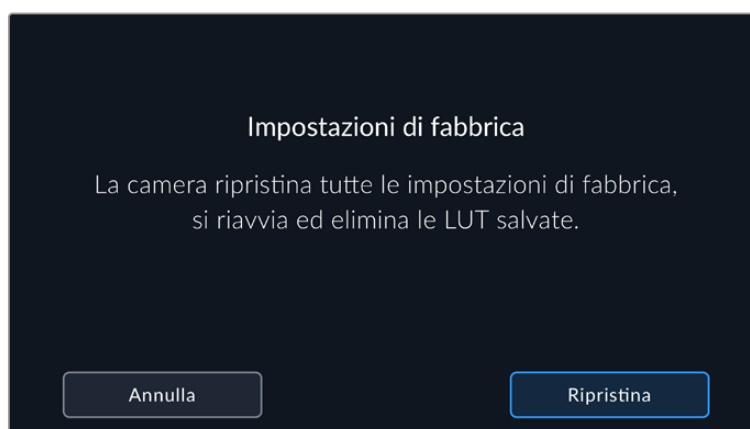 Impostazioni di fabbrica
La camera ripristina tutte le impostazioni di fabbrica,
si riavvia ed elimina le LUT salvate.
Annulla
Ripristina